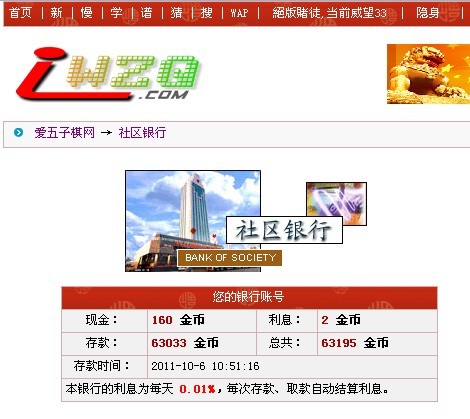 首页 | 新 | 慢 | 学 | 谱 | 猪 | 搜 | WAP | 絕版賭徒,当前威望33 | 隐身
iWZQ.COM
爱五子棋网 → 社区银行
社区银行
BANK OF SOCIETY
您的银行账号
现金: 160 金币 利息: 2 金币
存款: 63033 金币 总共: 63195 金币
存款时间: 2011-10-6 10:51:16
本银行的利息为每天 0.01%，每次存款、取款自动结算利息。